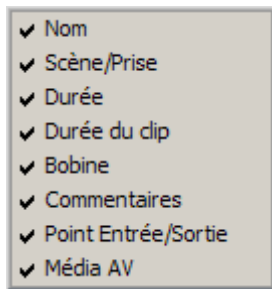 Nom
Scène/Prise
Durée
Durée du clip
Bobine
Commentaires
Point Entrée/Sortie
Média AV